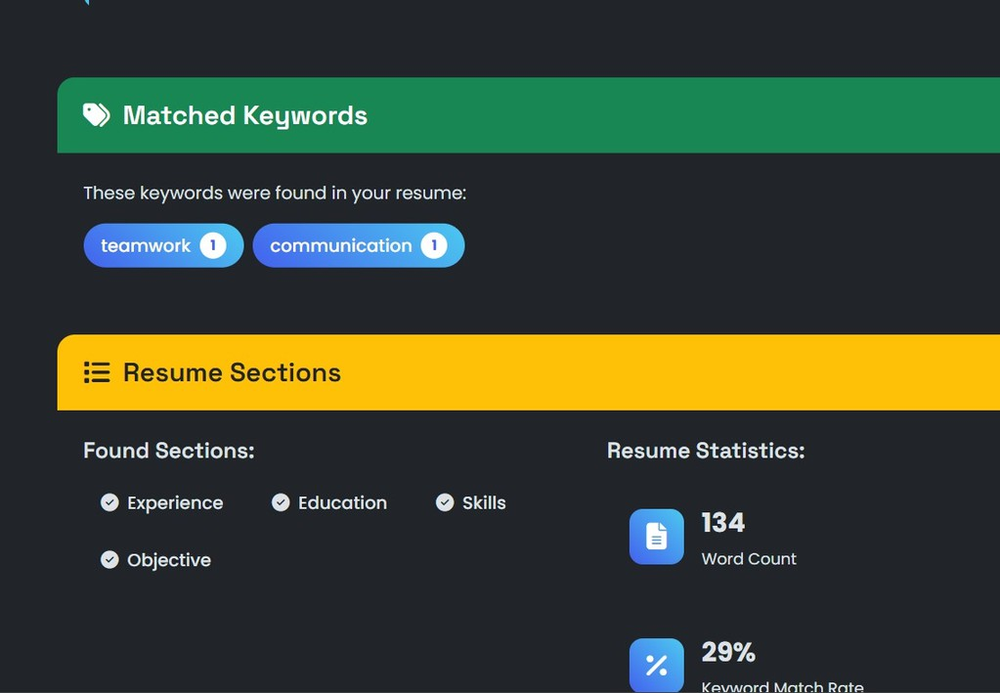 Matched Keywords
These keywords were found in your resume:
teamwork 1 communication 1
Resume Sections
Found Sections:
Experience Education Skills
Objective
Resume Statistics:
134
Word Count
29%
Keyword Match Rate